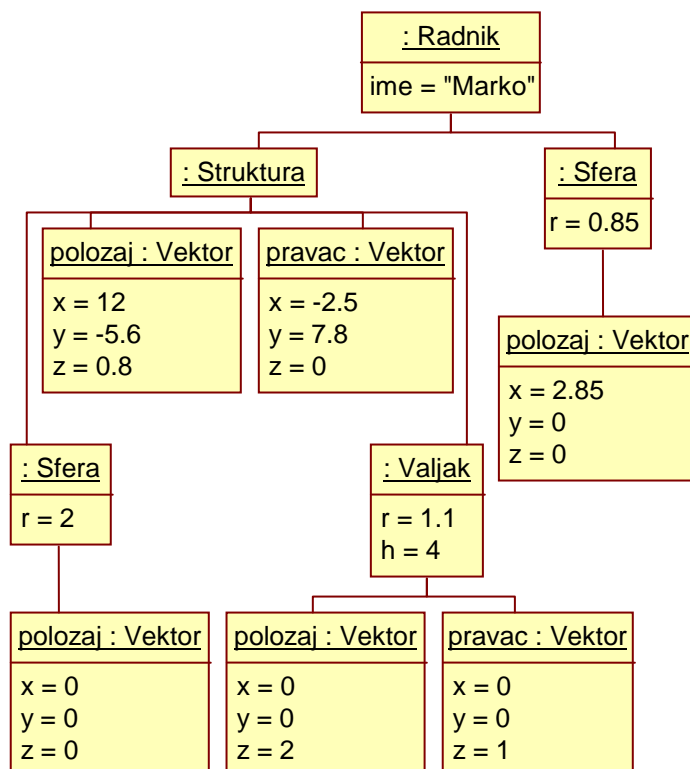 : Radnik
ime = "Marko"
: Struktura
: Sfera
r = 0.85
polozaj : Vektor
x = 12
y = -5.6
z = 0.8
pravac : Vektor
x = -2.5
y = 7.8
z = 0
polozaj : Vektor
x = 2.85
y = 0
z = 0
: Sfera
r = 2
: Valjak
r = 1.1
h = 4
polozaj : Vektor
x = 0
y = 0
z = 0
polozaj : Vektor
x = 0
y = 0
z = 2
pravac : Vektor
x = 0
y = 0
z = 1